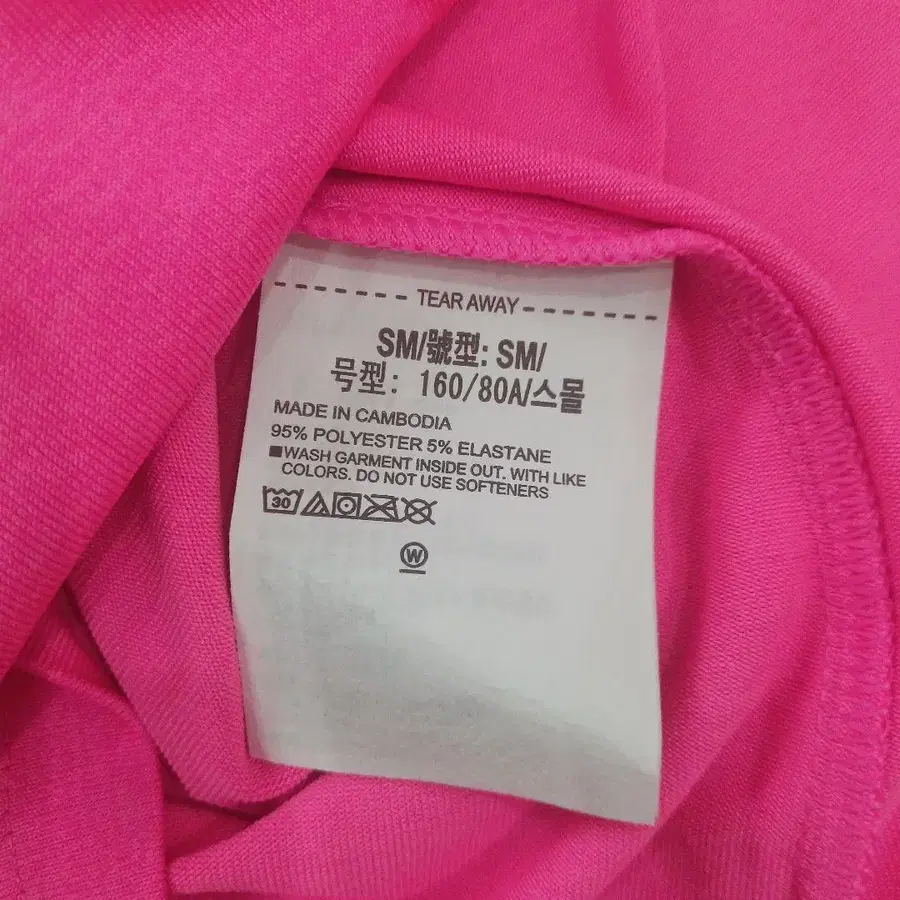 TEAR AWAY
SM/號型: SM/
号型: 160/80A/스몰
MADE IN CAMBODIA
95% POLYESTER 5% ELASTANE
■WASH GARMENT INSIDE OUT. WITH LIKE
COLORS. DO NOT USE SOFTENERS
30
W